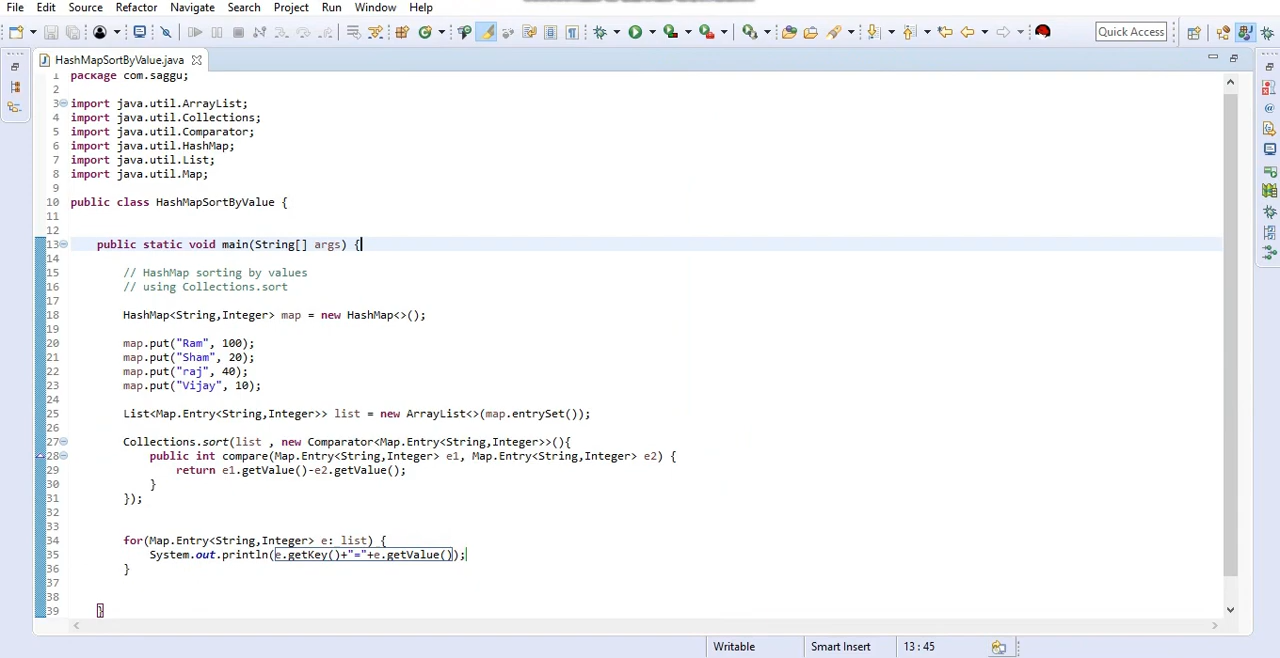 File Edit Source Refactor Navigate Search Project Run Window Help
Quick Access
HashMapSortByValue.java
1 package com.saggu;
2
3 import java.util.ArrayList;
4 import java.util.Collections;
5 import java.util.Comparator;
6 import java.util.HashMap;
7 import java.util.List;
8 import java.util.Map;
9
10 public class HashMapSortByValue {
11
12
13 public static void main(String[] args) {
14
15 // HashMap sorting by values
16 // using Collections.sort
17
18 HashMap<String,Integer> map = new HashMap<>();
19
20 map.put("Ram", 100);
21 map.put("Sham", 20);
22 map.put("raj", 40);
23 map.put("Vijay", 10);
24
25 List<Map.Entry<String,Integer>> list = new ArrayList<>(map.entrySet());
26
27 Collections.sort(list , new Comparator<Map.Entry<String,Integer>>(){
28 public int compare(Map.Entry<String,Integer> e1, Map.Entry<String,Integer> e2) {
29 return e1.getValue()-e2.getValue();
30 }
31 });
32
33
34 for(Map.Entry<String,Integer> e: list) {
35 System.out.println(e.getKey()+"="+e.getValue());
36 }
37
38
39 }
Writable Smart Insert 13 : 45